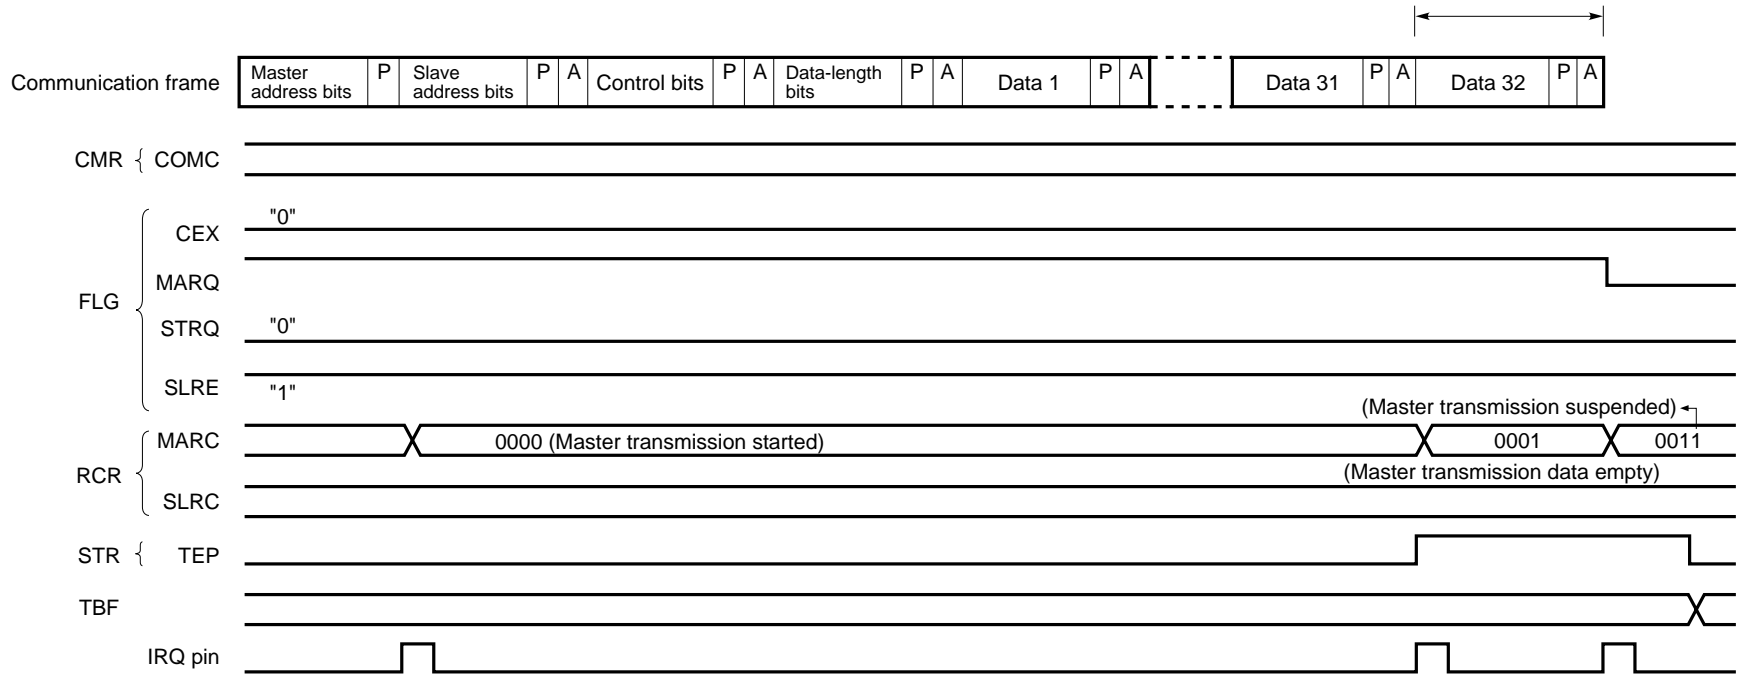 Communication frame
Master address bits P Slave address bits P A Control bits P A Data-length bits P A Data 1 P A Data 31 P A Data 32 P A
CMR { COMC
FLG
CEX "0"
MARQ
STRQ "0"
SLRE "1"
(Master transmission suspended)
RCR
MARC 0000 (Master transmission started) 0001 0011
(Master transmission data empty)
SLRC
STR { TEP
TBF
IRQ pin